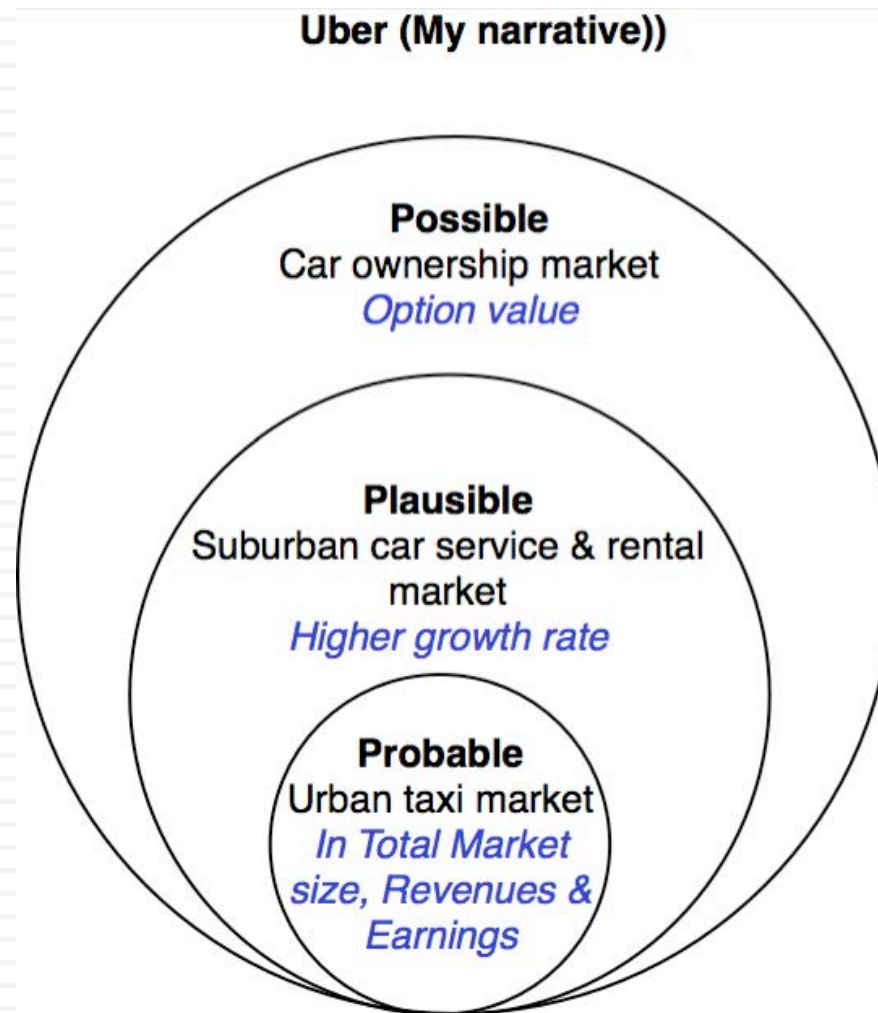 Uber (My narrative))
Possible
Car ownership market
Option value
Plausible
Suburban car service & rental
market
Higher growth rate
Probable
Urban taxi market
In Total Market
size, Revenues &
Earnings